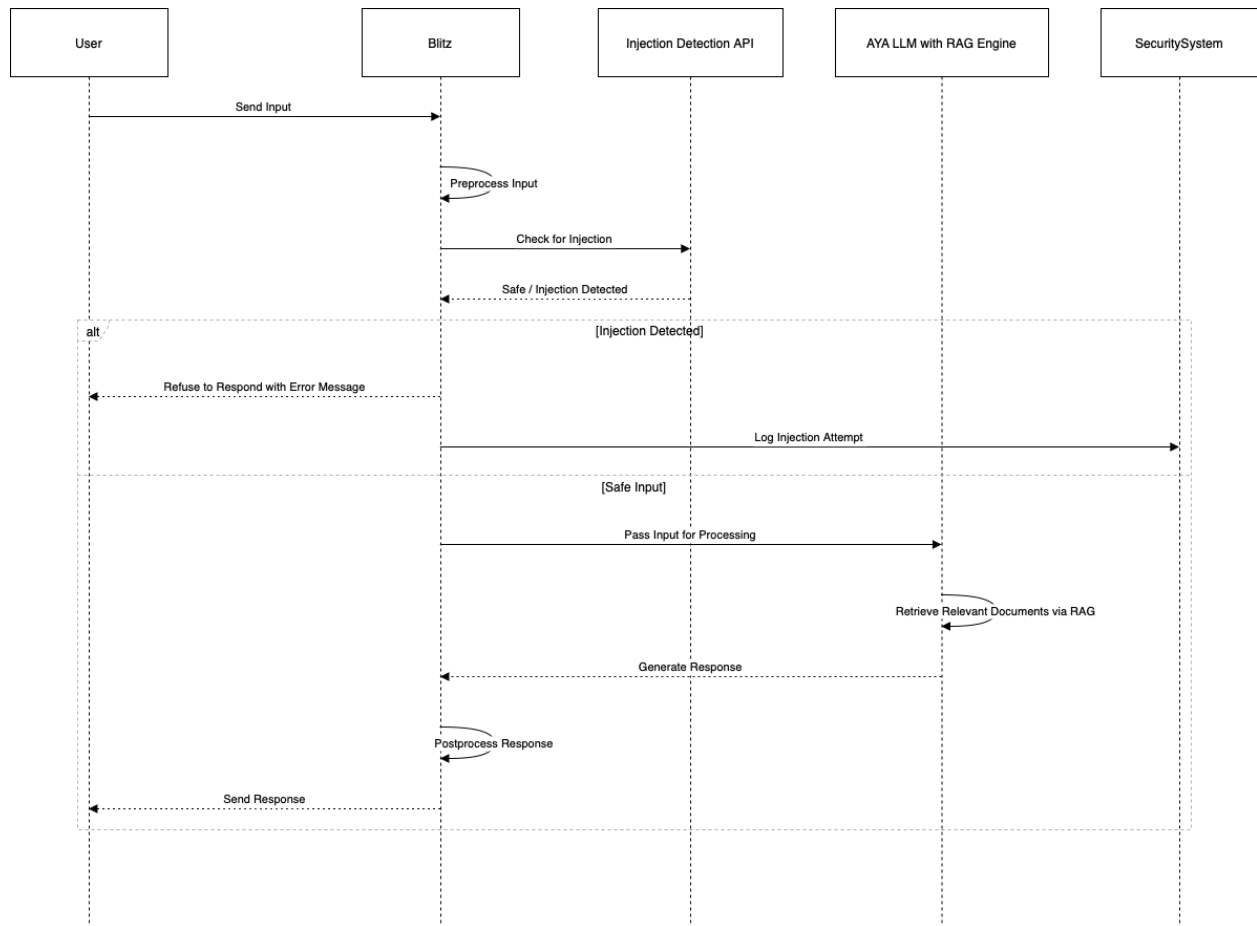 User
Blitz
Injection Detection API
AYA LLM with RAG Engine
SecuritySystem
Send Input
Preprocess Input
Check for Injection
Safe / Injection Detected
alt
[Injection Detected]
Refuse to Respond with Error Message
Log Injection Attempt
[Safe Input]
Pass Input for Processing
Retrieve Relevant Documents via RAG
Generate Response
Postprocess Response
Send Response